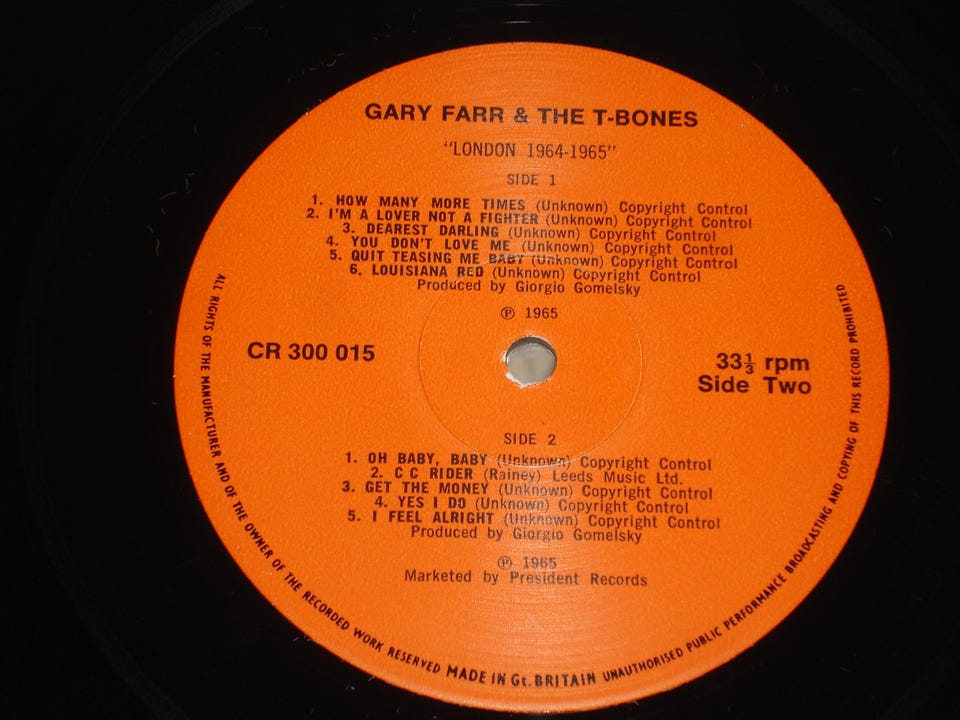 GARY FARR & THE T-BONES
"LONDON 1964-1965"
SIDE 1
1. HOW MANY MORE TIMES (Unknown) Copyright Control
2. I'M A LOVER NOT A FIGHTER (Unknown) Copyright Control
3. DEAREST DARLING (Unknown) Copyright Control
4. YOU DON'T LOVE ME (Unknown) Copyright Control
5. QUIT TEASING ME BABY (Unknown) Copyright Control
6. LOUISIANA RED (Unknown) Copyright Control
Produced by Giorgio Gomelsky
℗ 1965
CR 300 015
33⅓ rpm
Side Two
SIDE 2
1. OH BABY, BABY (Unknown) Copyright Control
2. C C RIDER (Rainey) Leeds Music Ltd.
3. GET THE MONEY (Unknown) Copyright Control
4. YES I DO (Unknown) Copyright Control
5. I FEEL ALRIGHT (Unknown) Copyright Control
Produced by Giorgio Gomelsky
℗ 1965
Marketed by President Records
ALL RIGHTS OF THE MANUFACTURER AND OF THE OWNER OF THE RECORDED WORK RESERVED MADE IN Gt. BRITAIN UNAUTHORISED PUBLIC PERFORMANCE BROADCASTING AND COPYING OF THIS RECORD PROHIBITED